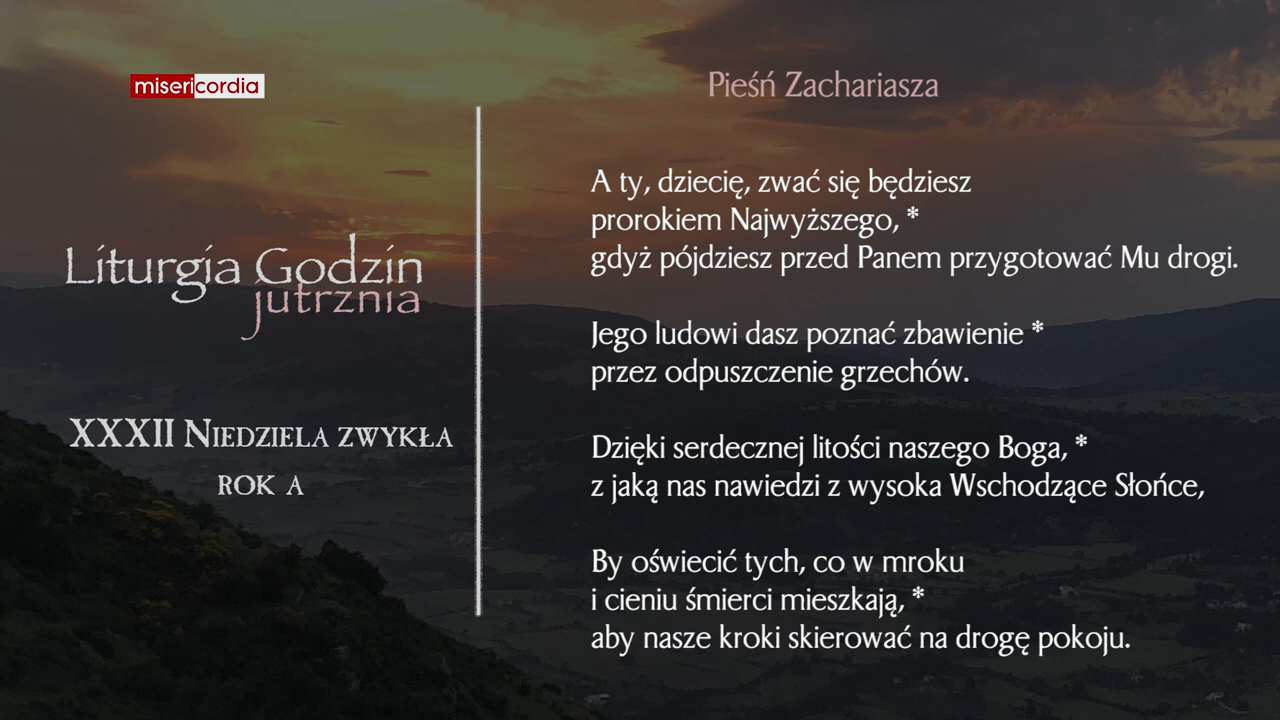 misericordia
Liturgia Godzin
jutrznia
XXXII Niedziela zwykła
rok A
Pieśń Zachariasza
A ty, dziecię, zwać się będziesz
prorokiem Najwyższego, *
gdyż pójdziesz przed Panem przygotować Mu drogi.
Jego ludowi dasz poznać zbawienie *
przez odpuszczenie grzechów.
Dzięki serdecznej litości naszego Boga, *
z jaką nas nawiedzi z wysoka Wschodzące Słońce,
By oświecić tych, co w mroku
i cieniu śmierci mieszkają, *
aby nasze kroki skierować na drogę pokoju.